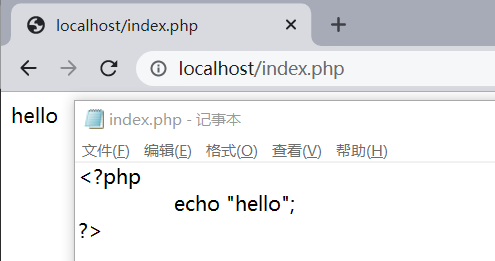 localhost/index.php
localhost/index.php
hello
index.php - 记事本
文件(F) 编辑(E) 格式(O) 查看(V) 帮助(H)
<?php
echo "hello";
?>